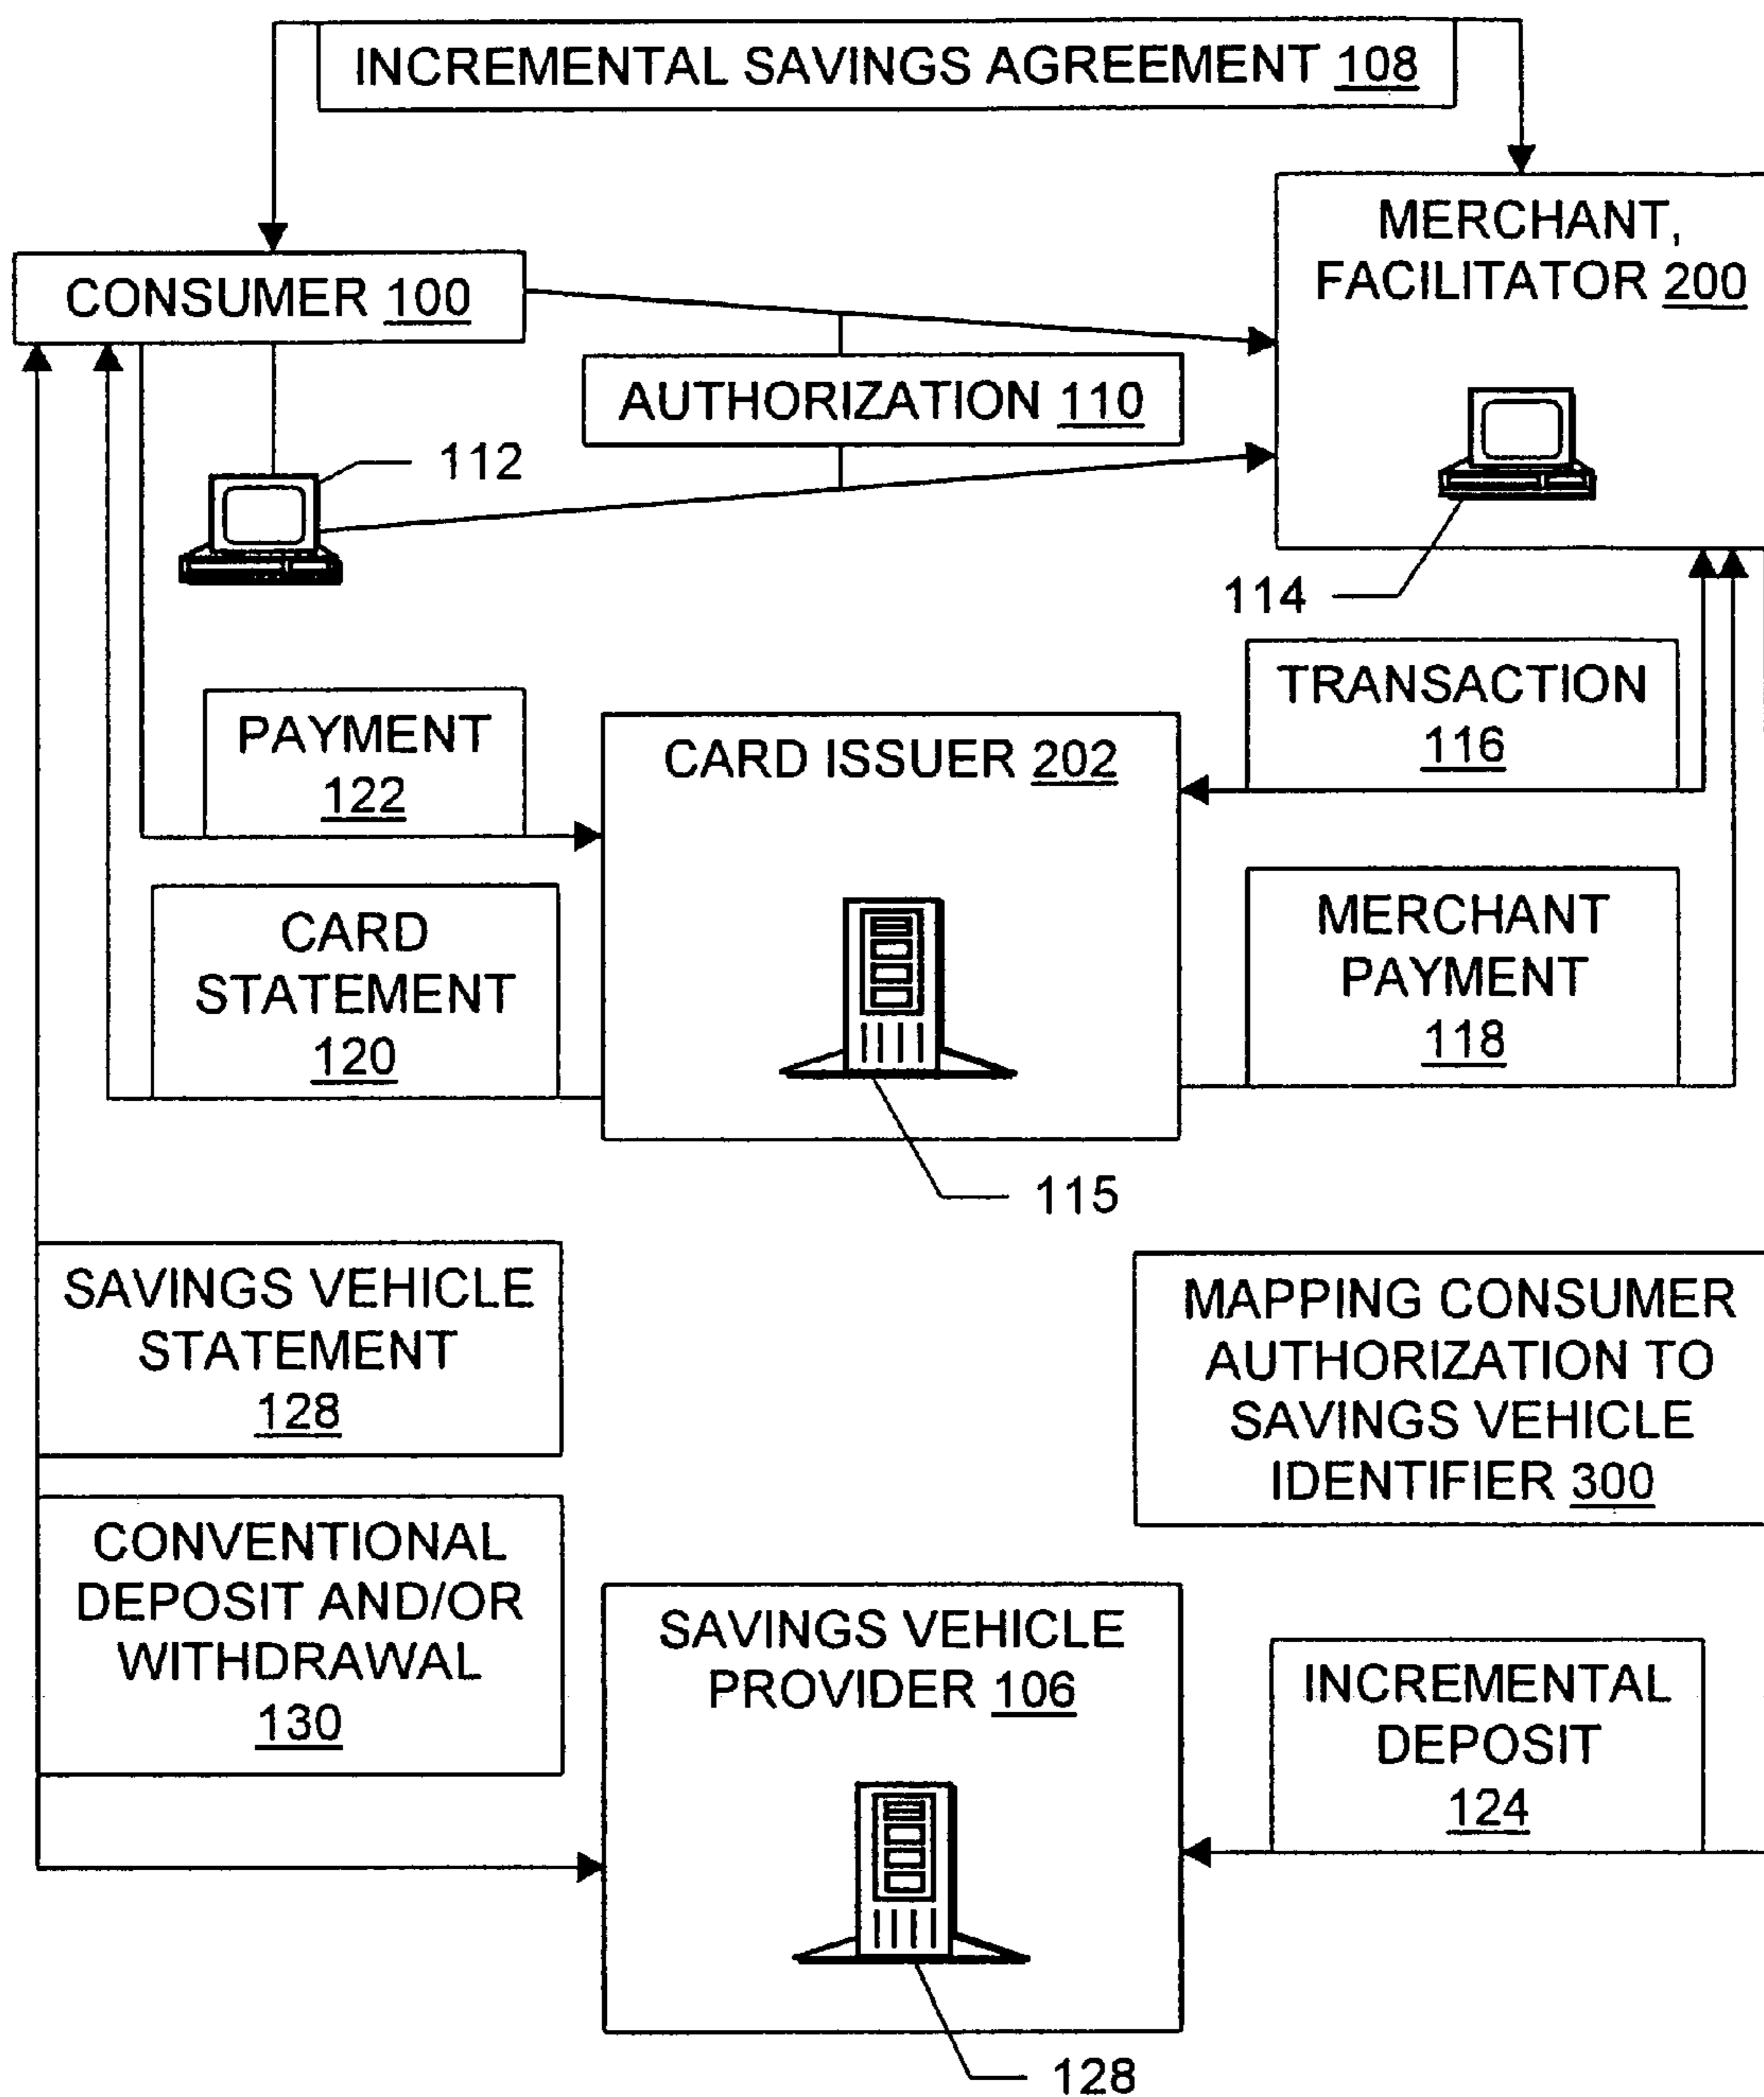 INCREMENTAL SAVINGS AGREEMENT 108
CONSUMER 100
MERCHANT,
FACILITATOR 200
AUTHORIZATION 110
112
114
TRANSACTION
116
PAYMENT
122
CARD ISSUER 202
CARD
STATEMENT
120
MERCHANT
PAYMENT
118
115
SAVINGS VEHICLE
STATEMENT
128
MAPPING CONSUMER
AUTHORIZATION TO
SAVINGS VEHICLE
IDENTIFIER 300
CONVENTIONAL
DEPOSIT AND/OR
WITHDRAWAL
130
SAVINGS VEHICLE
PROVIDER 106
INCREMENTAL
DEPOSIT
124
128